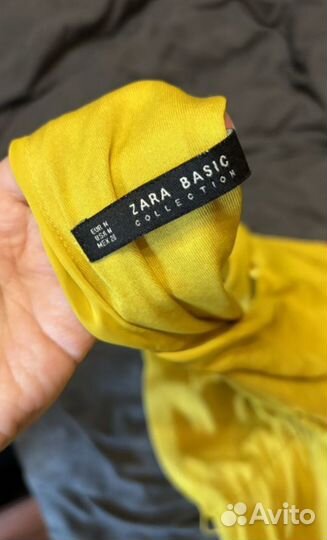 ZARA BASIC
COLLECTION
EUR M
USA M
MEX 28
Avito